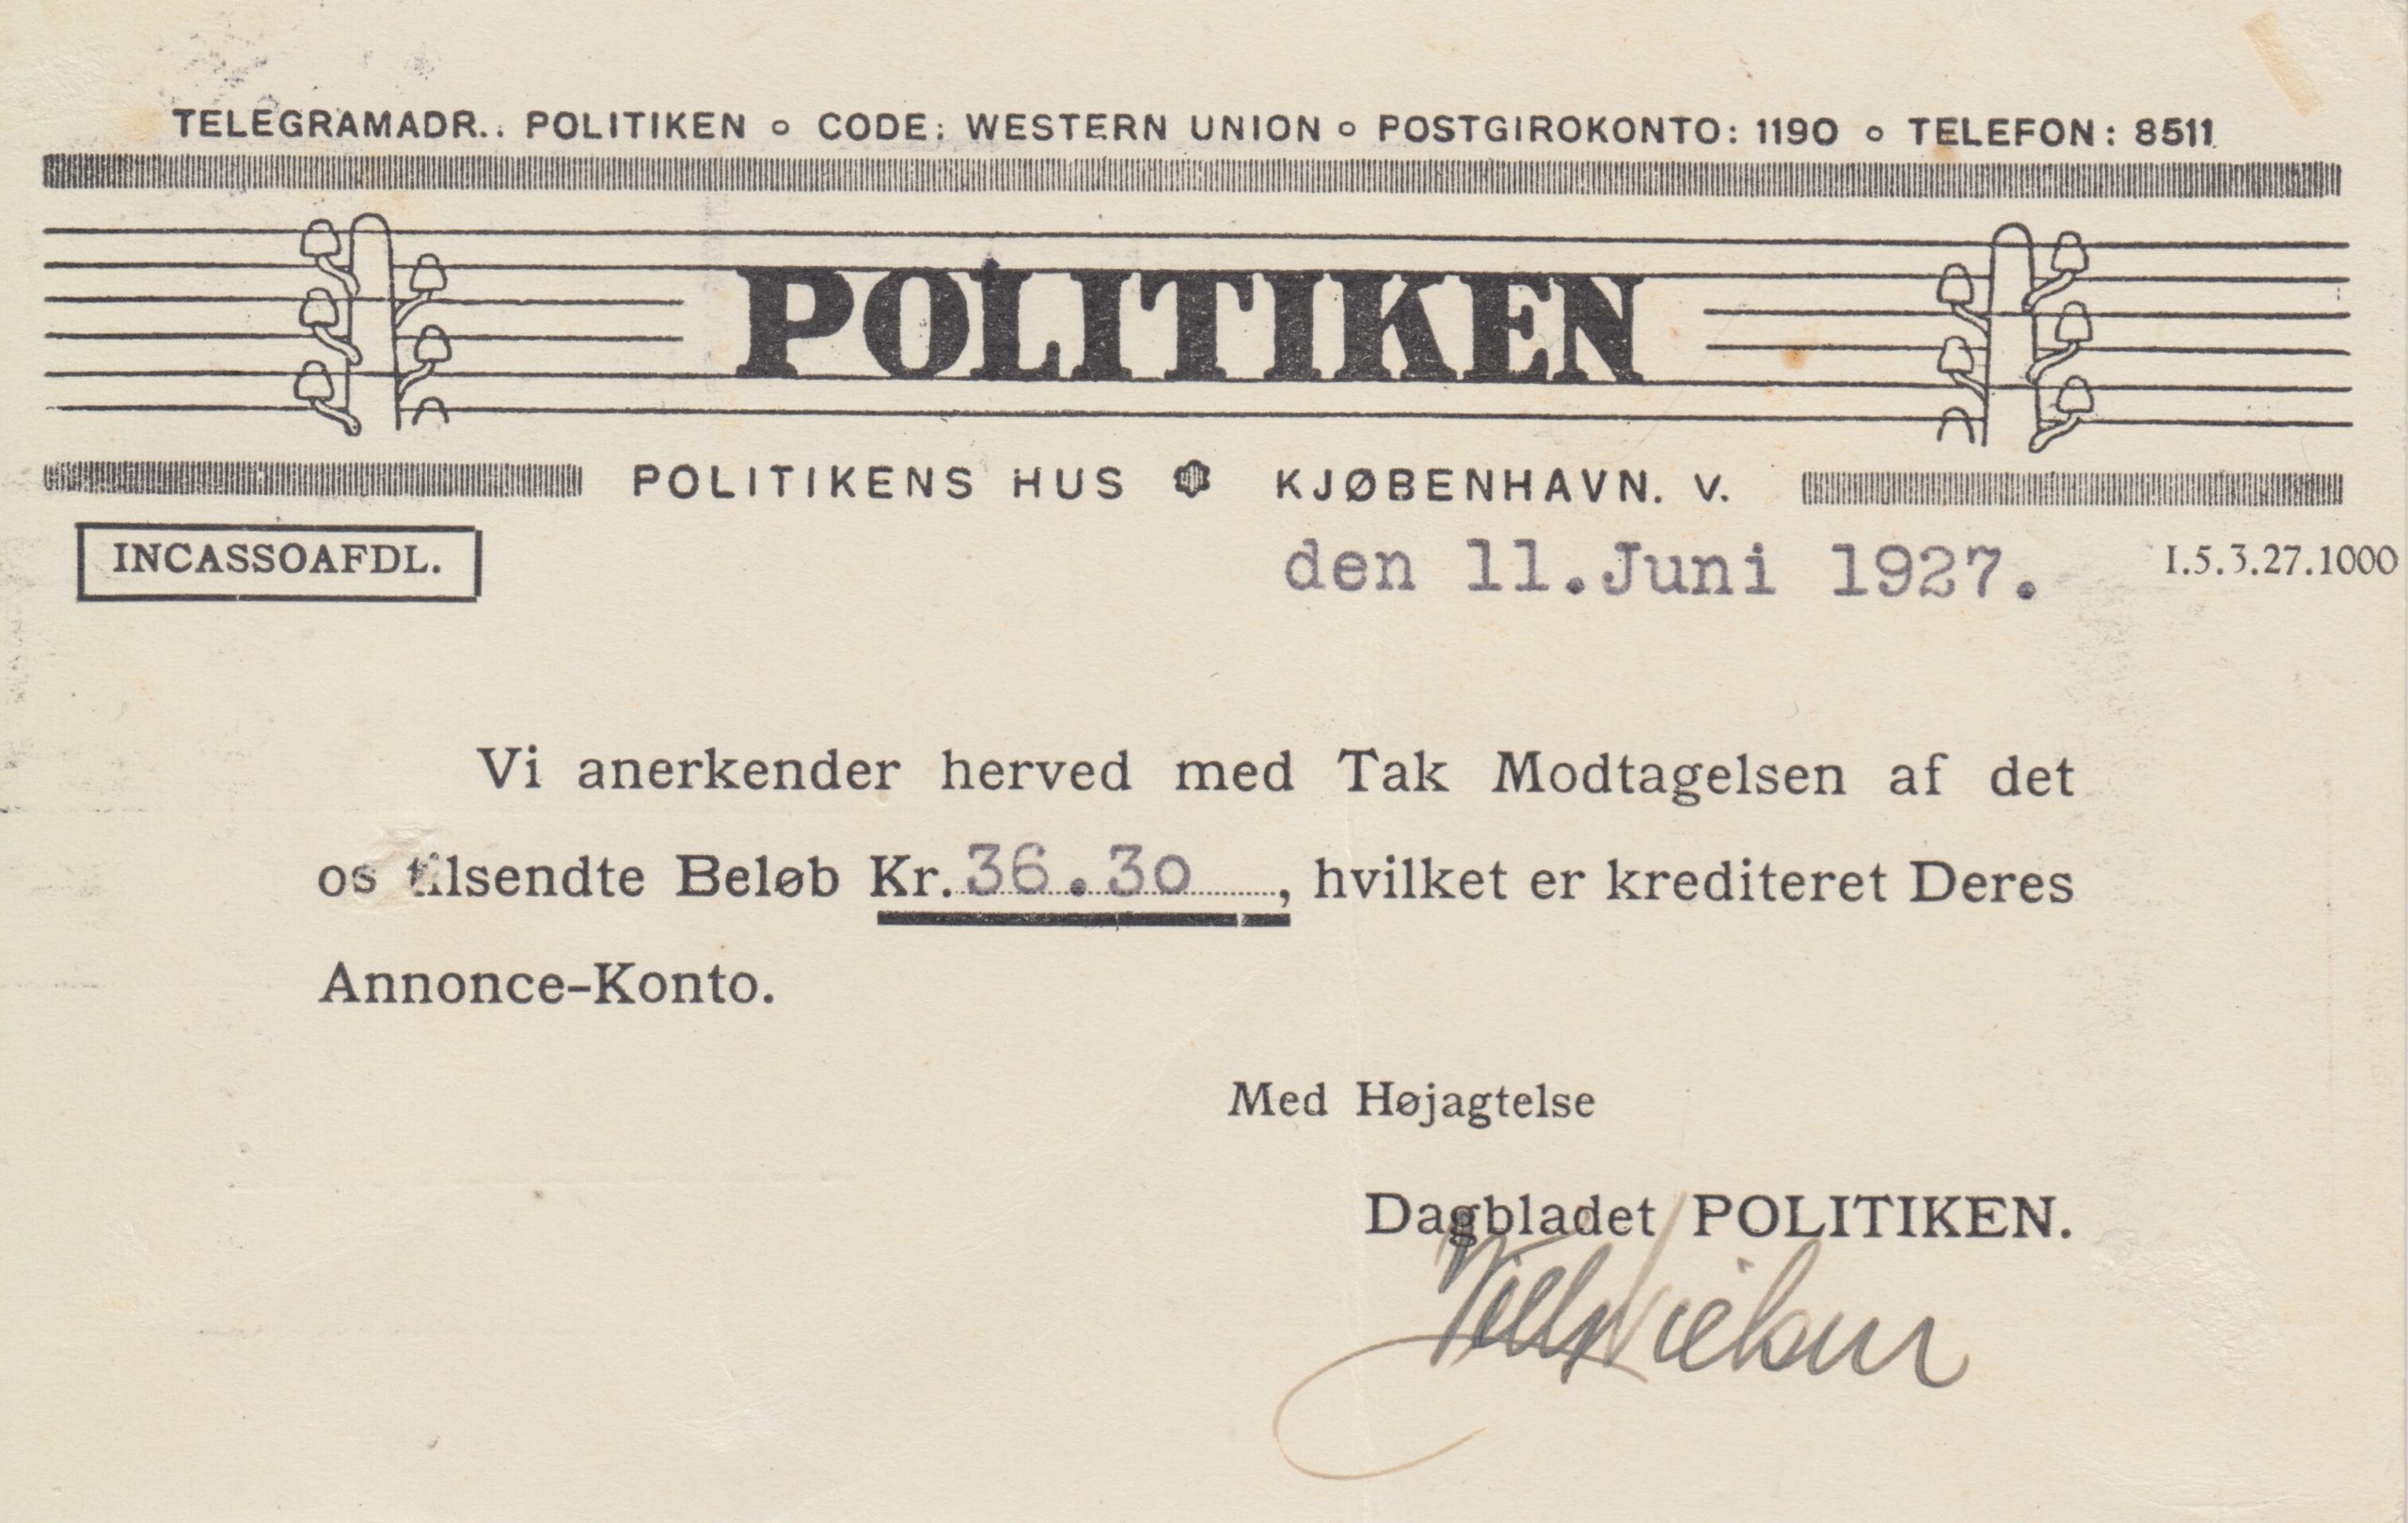 TELEGRAMADR.: POLITIKEN o CODE: WESTERN UNION o POSTGIROKONTO: 1190 o TELEFON: 8511
POLITIKEN
POLITIKENS HUS KJØBENHAVN. V.
INCASSOAFDL.
den 11.Juni 1927.
I.5.3.27.1000
Vi anerkender herved med Tak Modtagelsen af det
os tilsendte Beløb Kr. 36.30, hvilket er krediteret Deres
Annonce-Konto.
Med Højagtelse
Dagbladet POLITIKEN.
Nielsen